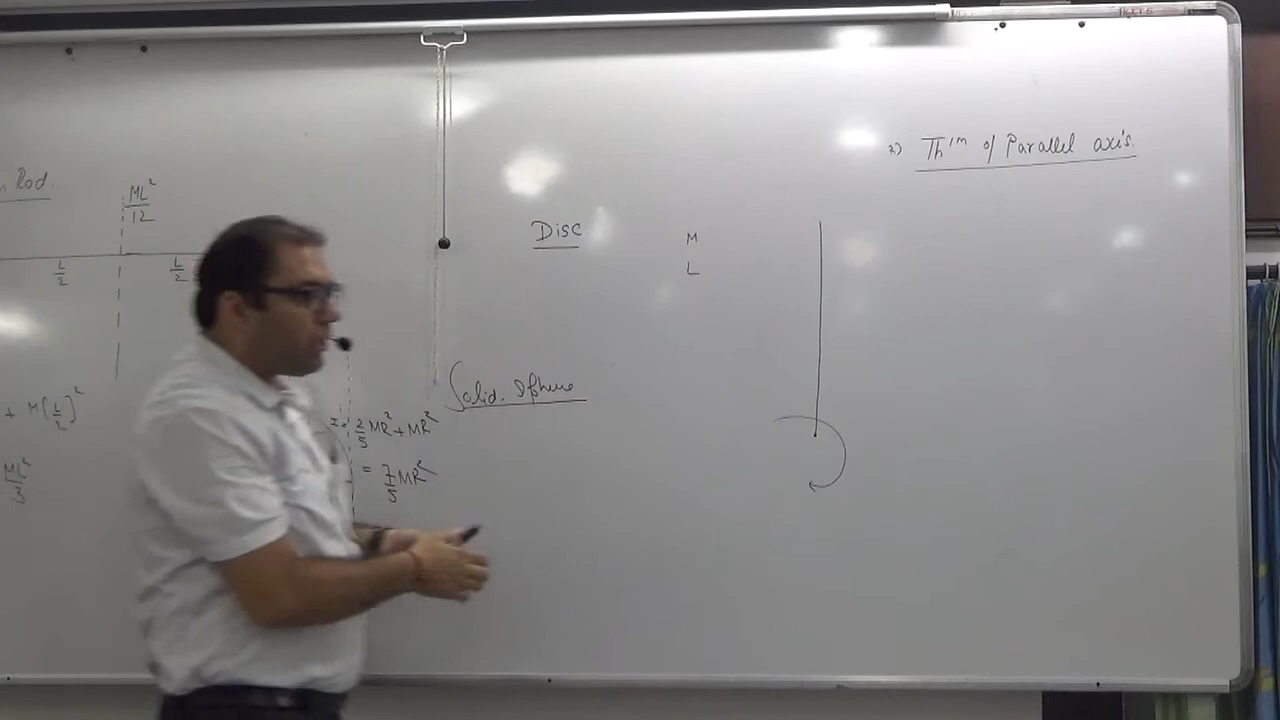 2) Th'm of Parallel axis.
Rod.
ML²
12
L/2
L/2
Disc
M
L
Solid. Sphere
+ M(L/2)²
ML²/3
I = 2/5 MR² + MR²
= 7/5 MR²